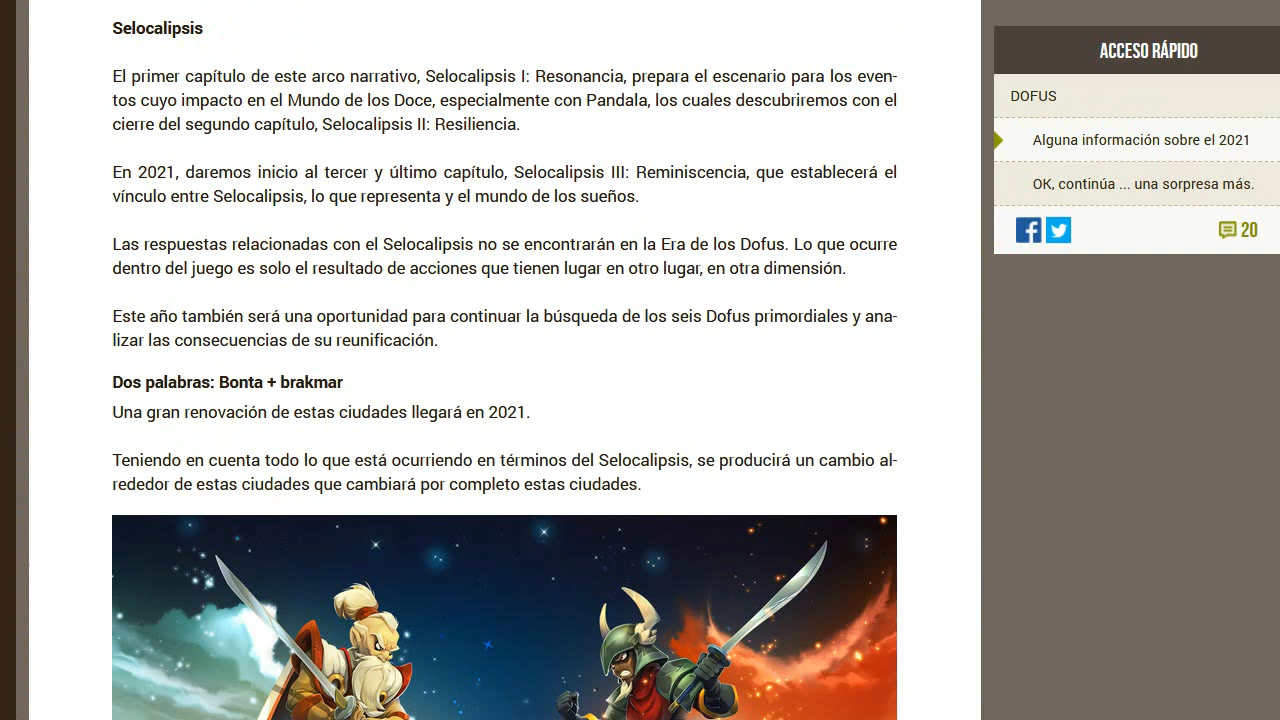 Selocalipsis
El primer capítulo de este arco narrativo, Selocalipsis I: Resonancia, prepara el escenario para los even-
tos cuyo impacto en el Mundo de los Doce, especialmente con Pandala, los cuales descubriremos con el
cierre del segundo capítulo, Selocalipsis II: Resiliencia.
En 2021, daremos inicio al tercer y último capítulo, Selocalipsis III: Reminiscencia, que establecerá el
vínculo entre Selocalipsis, lo que representa y el mundo de los sueños.
Las respuestas relacionadas con el Selocalipsis no se encontrarán en la Era de los Dofus. Lo que ocurre
dentro del juego es solo el resultado de acciones que tienen lugar en otro lugar, en otra dimensión.
Este año también será una oportunidad para continuar la búsqueda de los seis Dofus primordiales y ana-
lizar las consecuencias de su reunificación.
Dos palabras: Bonta + brakmar
Una gran renovación de estas ciudades llegará en 2021.
Teniendo en cuenta todo lo que está ocurriendo en términos del Selocalipsis, se producirá un cambio al-
rededor de estas ciudades que cambiará por completo estas ciudades.
ACCESO RÁPIDO
DOFUS
Alguna información sobre el 2021
OK, continúa ... una sorpresa más.
20